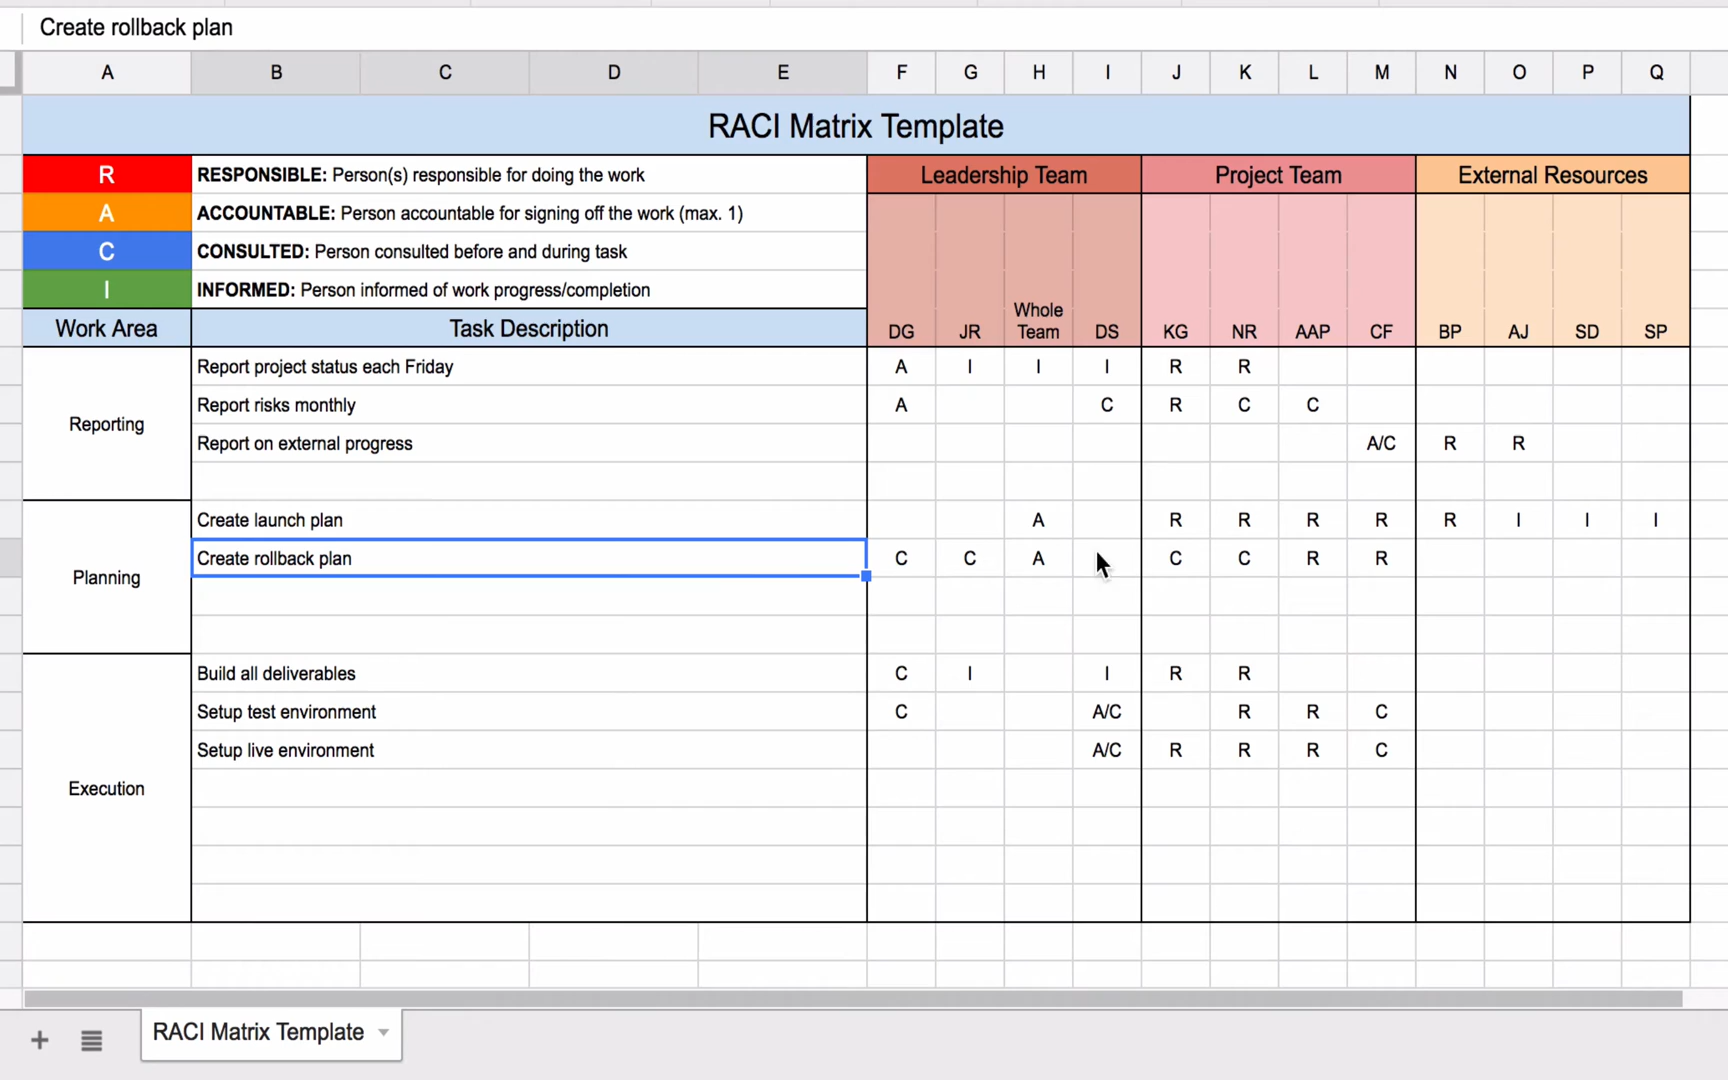 Create rollback plan
A B C D E F G H I J K L M N O P Q
RACI Matrix Template
R RESPONSIBLE: Person(s) responsible for doing the work Leadership Team Project Team External Resources
A ACCOUNTABLE: Person accountable for signing off the work (max. 1)
C CONSULTED: Person consulted before and during task
I INFORMED: Person informed of work progress/completion
Work Area Task Description DG JR Whole Team DS KG NR AAP CF BP AJ SD SP
Reporting
Report project status each Friday A I I I R R
Report risks monthly A C R C C
Report on external progress A/C R R
Planning
Create launch plan A R R R R R I I I
Create rollback plan C C A C C R R
Execution
Build all deliverables C I I R R
Setup test environment C A/C R R C
Setup live environment A/C R R R C
RACI Matrix Template